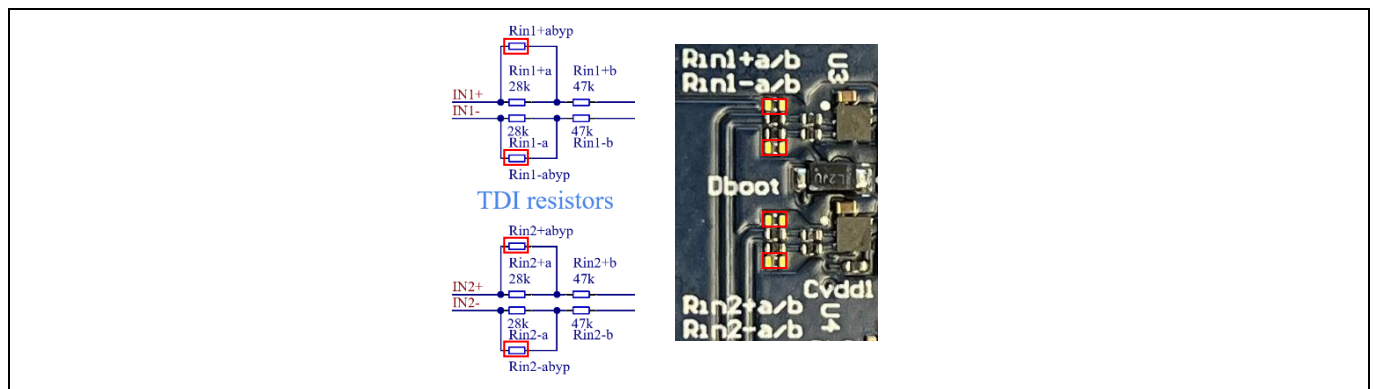 Rin1+abyp
Rin1+a Rin1+b
28k 47k
IN1+
IN1-
28k 47k
Rin1-a Rin1-b
Rin1-abyp
TDI resistors
Rin2+abyp
Rin2+a Rin2+b
28k 47k
IN2+
IN2-
28k 47k
Rin2-a Rin2-b
Rin2-abyp
Rin1+a/b
Rin1-a/b
U3
Dboot
Cvdd1
Rin2+a/b
Rin2-a/b
U4